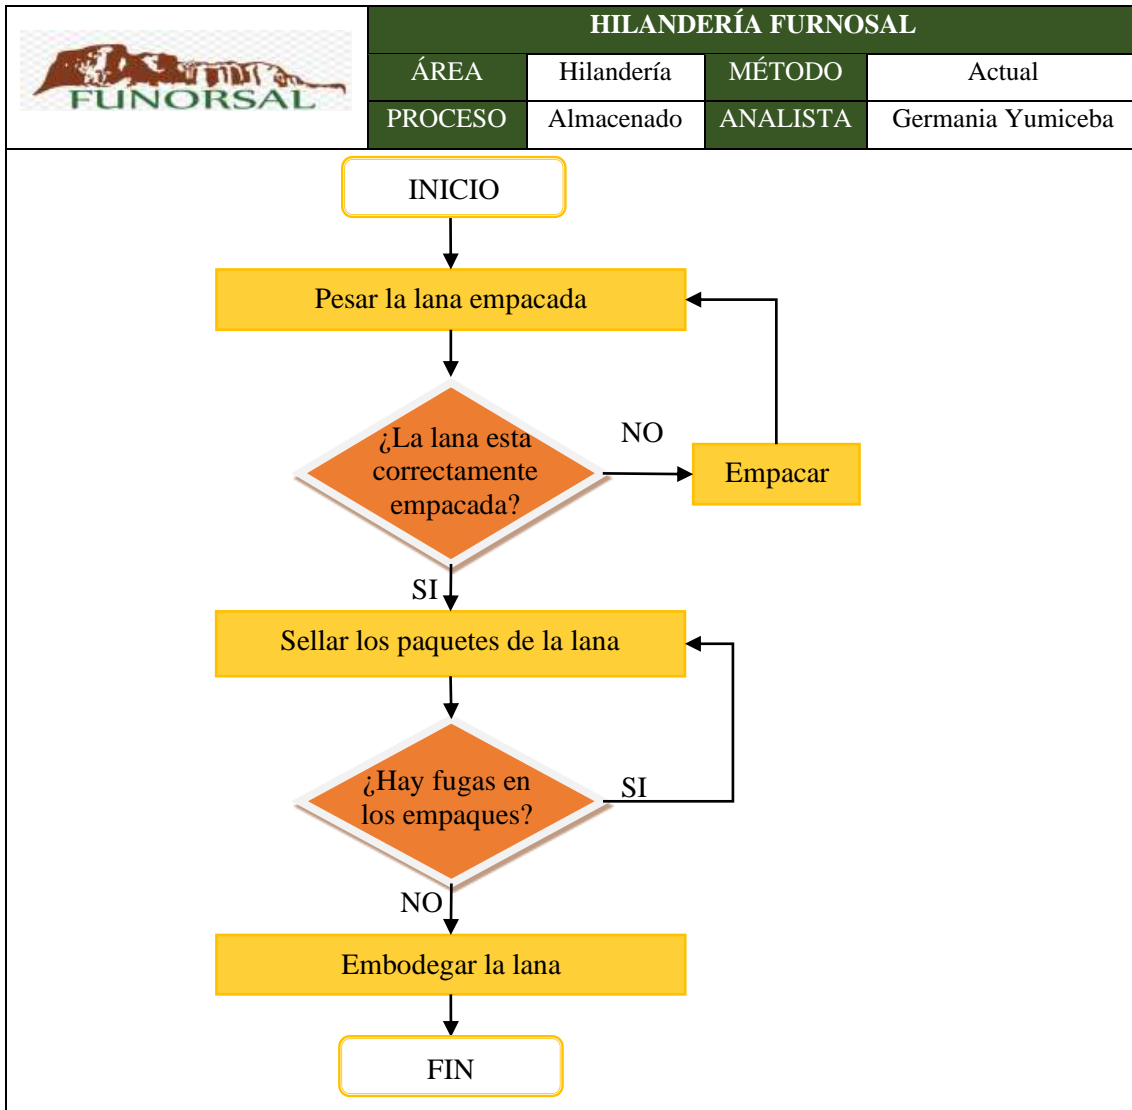 FUNORSAL
HILANDERÍA FURNOSAL
ÁREA Hilandería MÉTODO Actual
PROCESO Almacenado ANALISTA Germania Yumiceba
INICIO
Pesar la lana empacada
¿La lana esta
correctamente
empacada?
NO
Empacar
SI
Sellar los paquetes de la lana
¿Hay fugas en
los empaques?
SI
NO
Embodegar la lana
FIN